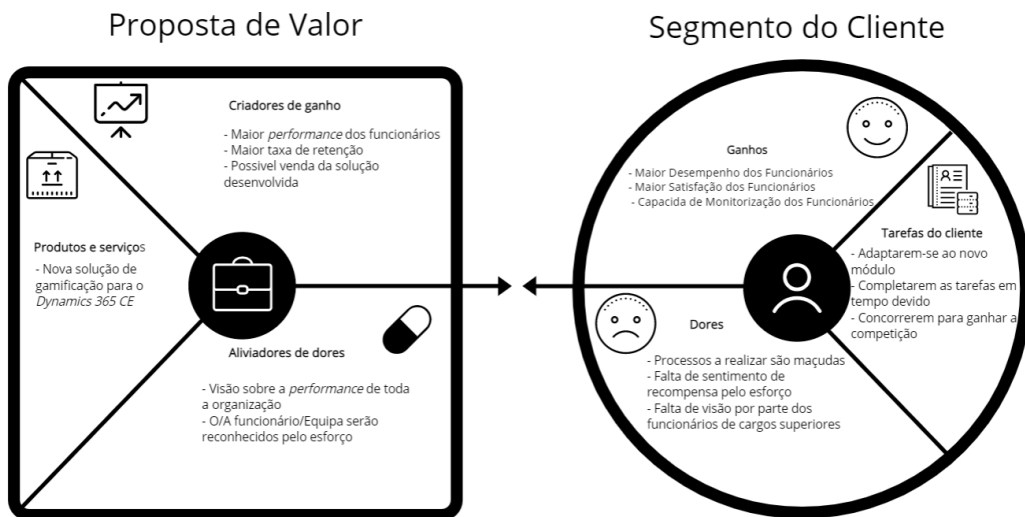 Proposta de Valor
Criadores de ganho
- Maior performance dos funcionários
- Maior taxa de retenção
- Possivel venda da solução
desenvolvida
Produtos e serviços
- Nova solução de
gamificação para o
Dynamics 365 CE
Aliviadores de dores
- Visão sobre a performance de toda
a organização
- O/A funcionário/Equipa serão
reconhecidos pelo esforço
Segmento do Cliente
Ganhos
- Maior Desempenho dos Funcionários
- Maior Satisfação dos Funcionários
- Capacida de Monitorização dos Funcionários
Tarefas do cliente
- Adaptarem-se ao novo
módulo
- Completarem as tarefas em
tempo devido
- Concorrerem para ganhar a
competição
Dores
- Processos a realizar são maçudas
- Falta de sentimento de
recompensa pelo esforço
- Falta de visão por parte dos
funcionários de cargos superiores